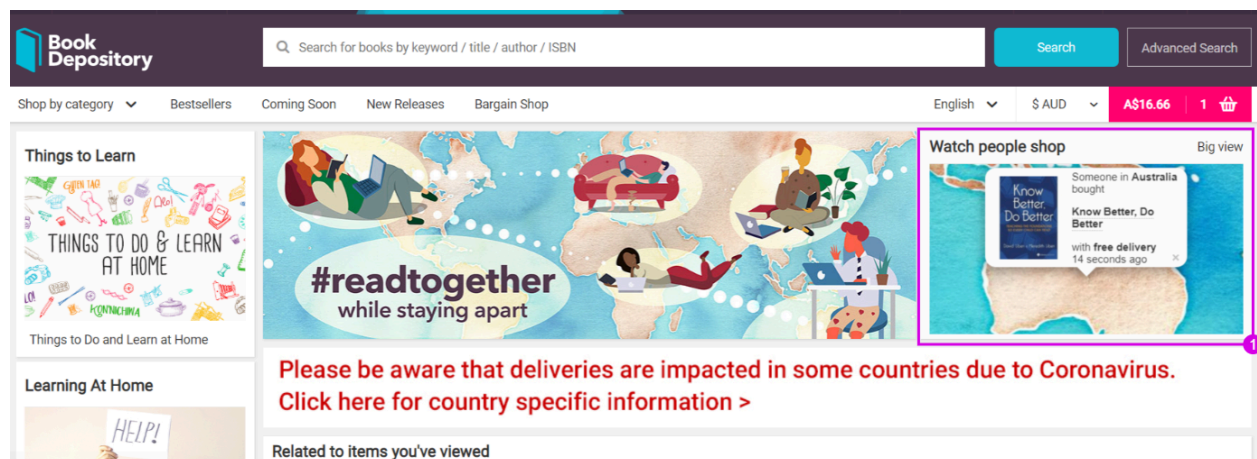 Book
Depository
Search for books by keyword / title / author / ISBN
Search
Advanced Search
Shop by category
Bestsellers
Coming Soon
New Releases
Bargain Shop
English
$ AUD
A$16.66
1
Things to Learn
THINGS TO DO & LEARN
AT HOME
KONNICHIWA
Things to Do and Learn at Home
Learning At Home
HELP!
#readtogether
while staying apart
Watch people shop
Big view
Know
Better,
Do Better
Someone in Australia
bought
Know Better, Do
Better
with free delivery
14 seconds ago
1
Please be aware that deliveries are impacted in some countries due to Coronavirus.
Click here for country specific information >
Related to items you've viewed